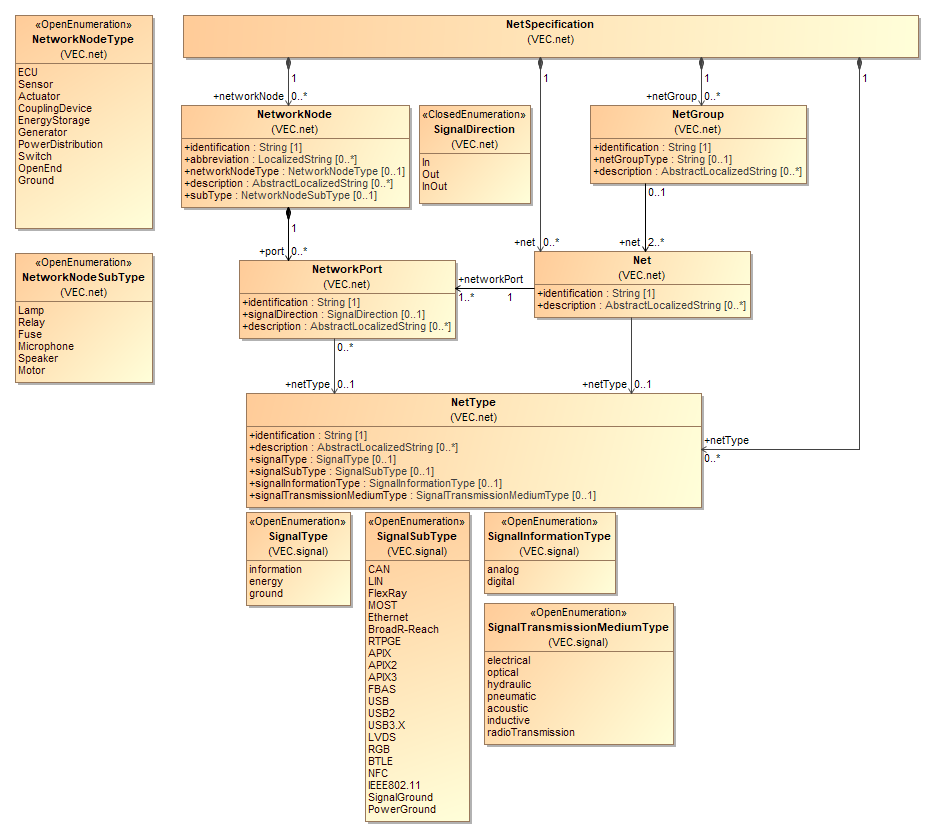 «OpenEnumeration»
NetworkNodeType
(VEC.net)
ECU
Sensor
Actuator
CouplingDevice
EnergyStorage
Generator
PowerDistribution
Switch
OpenEnd
Ground
NetSpecification
(VEC.net)
1
1
1
1
+networkNode
0..*
+netGroup
0..*
NetworkNode
(VEC.net)
+identification : String [1]
+abbreviation : LocalizedString [0..*]
+networkNodeType : NetworkNodeType [0..1]
+description : AbstractLocalizedString [0..*]
+subType : NetworkNodeSubType [0..1]
«ClosedEnumeration»
SignalDirection
(VEC.net)
In
Out
InOut
NetGroup
(VEC.net)
+identification : String [1]
+netGroupType : String [0..1]
+description : AbstractLocalizedString [0..*]
0..1
1
+port
0..*
+net
0..*
+net
2..*
«OpenEnumeration»
NetworkNodeSubType
(VEC.net)
Lamp
Relay
Fuse
Microphone
Speaker
Motor
NetworkPort
(VEC.net)
+identification : String [1]
+signalDirection : SignalDirection [0..1]
+description : AbstractLocalizedString [0..*]
+networkPort
1..*
1
Net
(VEC.net)
+identification : String [1]
+description : AbstractLocalizedString [0..*]
0..*
+netType
0..1
+netType
0..1
NetType
(VEC.net)
+identification : String [1]
+description : AbstractLocalizedString [0..*]
+signalType : SignalType [0..1]
+signalSubType : SignalSubType [0..1]
+signalInformationType : SignalInformationType [0..1]
+signalTransmissionMediumType : SignalTransmissionMediumType [0..1]
+netType
0..*
«OpenEnumeration»
SignalType
(VEC.signal)
information
energy
ground
«OpenEnumeration»
SignalSubType
(VEC.signal)
CAN
LIN
FlexRay
MOST
Ethernet
BroadR-Reach
RTPGE
APIX
APIX2
APIX3
FBAS
USB
USB2
USB3.X
LVDS
RGB
BTLE
NFC
IEEE802.11
SignalGround
PowerGround
«OpenEnumeration»
SignalInformationType
(VEC.signal)
analog
digital
«OpenEnumeration»
SignalTransmissionMediumType
(VEC.signal)
electrical
optical
hydraulic
pneumatic
acoustic
inductive
radioTransmission